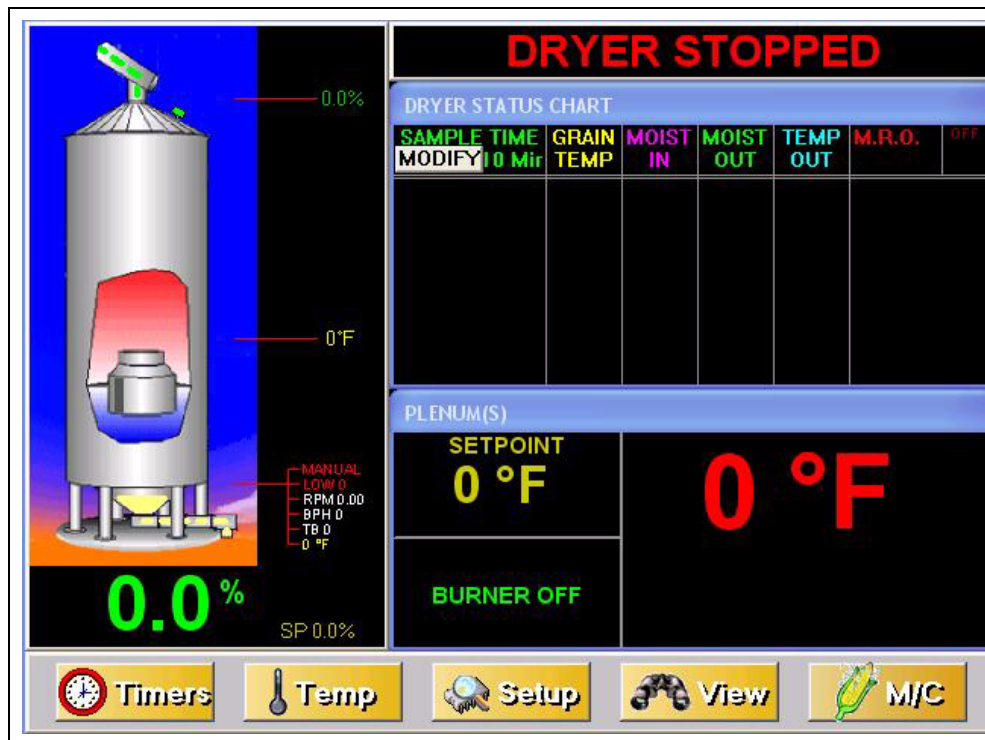 DRYER STOPPED
0.0%
DRYER STATUS CHART
SAMPLE TIME GRAIN MOIST MOIST TEMP M.R.O. OFF
MODIFY 10 Mir TEMP IN OUT OUT
0°F
PLENUM(S)
SETPOINT
0 °F
0 °F
MANUAL
LOW 0
RPM 0.00
BPH 0
TB 0
0 °F
BURNER OFF
0.0 %
SP 0.0%
Timers Temp Setup View M/C